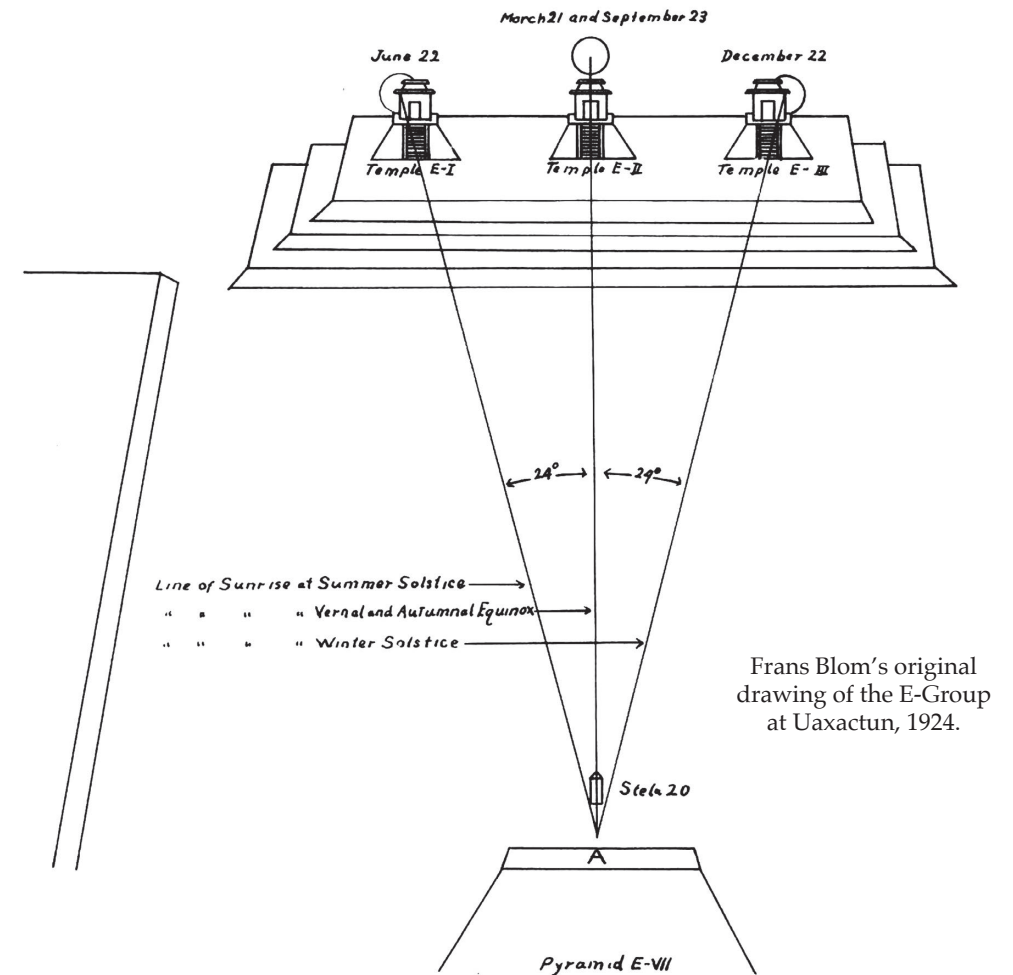 March 21 and September 23
June 22
December 22
Temple E-I
Temple E-II
Temple E-III
24°
24°
Line of Sunrise at Summer Solstice
" " " " Vernal and Autumnal Equinox
" " " " Winter Solstice
Frans Blom's original
drawing of the E-Group
at Uaxactun, 1924.
Stela 20
A
Pyramid E-VII